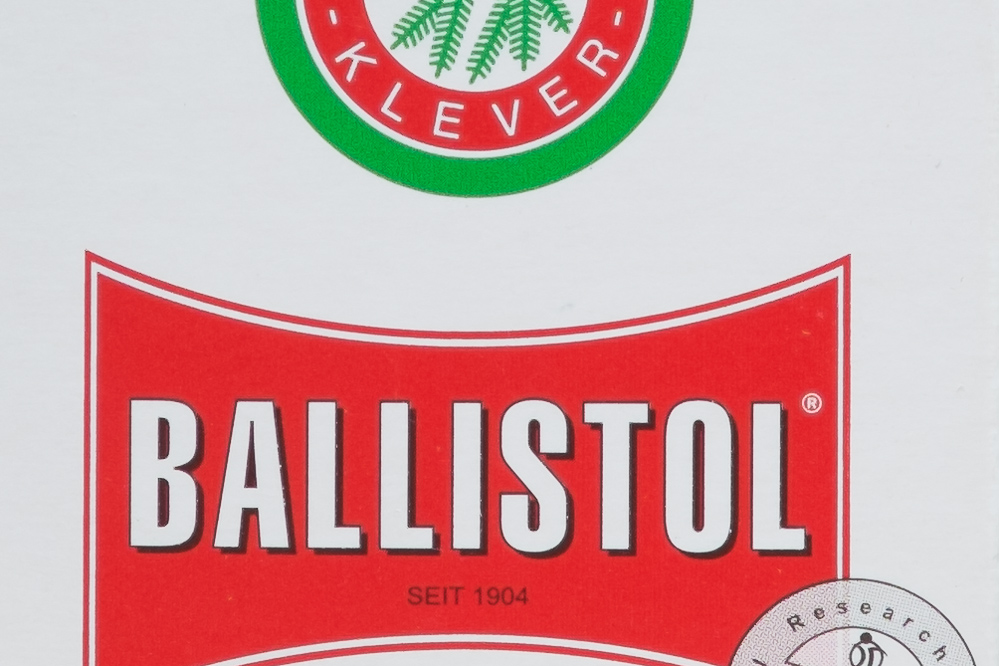 - KLEVER -
BALLISTOL®
SEIT 1904
Research